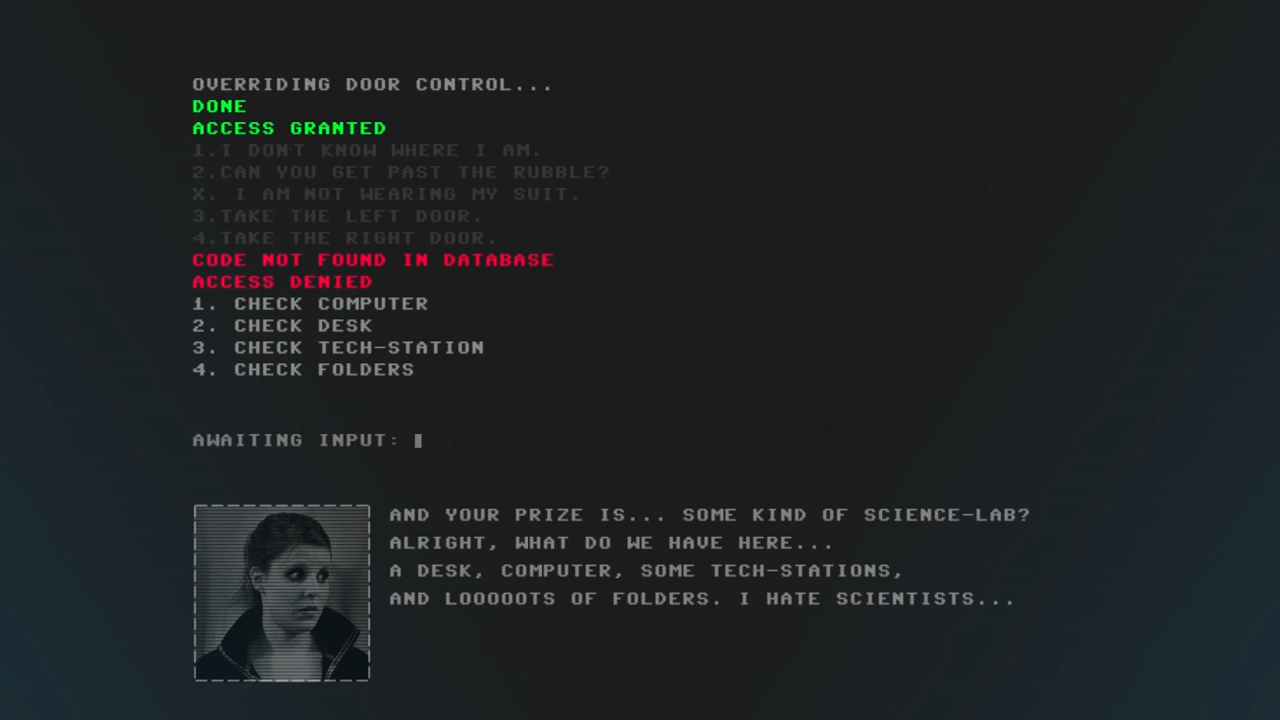 OVERRIDING DOOR CONTROL...
DONE
ACCESS GRANTED
1.I DONT KNOW WHERE I AM.
2.CAN YOU GET PAST THE RUBBLE?
X. I AM NOT WEARING MY SUIT.
3.TAKE THE LEFT DOOR.
4.TAKE THE RIGHT DOOR.
CODE NOT FOUND IN DATABASE
ACCESS DENIED
1. CHECK COMPUTER
2. CHECK DESK
3. CHECK TECH-STATION
4. CHECK FOLDERS
AWAITING INPUT:
AND YOUR PRIZE IS... SOME KIND OF SCIENCE-LAB?
ALRIGHT, WHAT DO WE HAVE HERE...
A DESK, COMPUTER, SOME TECH-STATIONS,
AND LOOOOOTS OF FOLDERS. I HATE SCIENTISTS...